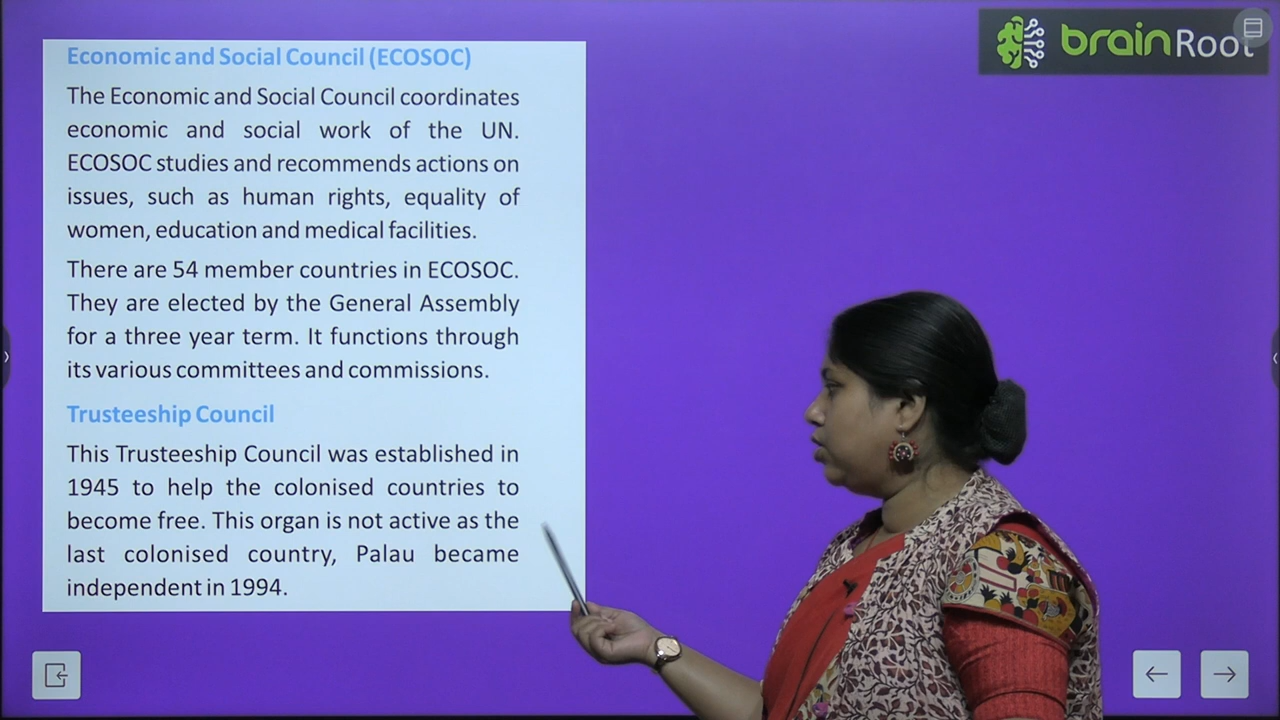 Economic and Social Council (ECOSOC)
The Economic and Social Council coordinates
economic and social work of the UN.
ECOSOC studies and recommends actions on
issues, such as human rights, equality of
women, education and medical facilities.
There are 54 member countries in ECOSOC.
They are elected by the General Assembly
for a three year term. It functions through
its various committees and commissions.
Trusteeship Council
This Trusteeship Council was established in
1945 to help the colonised countries to
become free. This organ is not active as the
last colonised country, Palau became
independent in 1994.
brainRoot